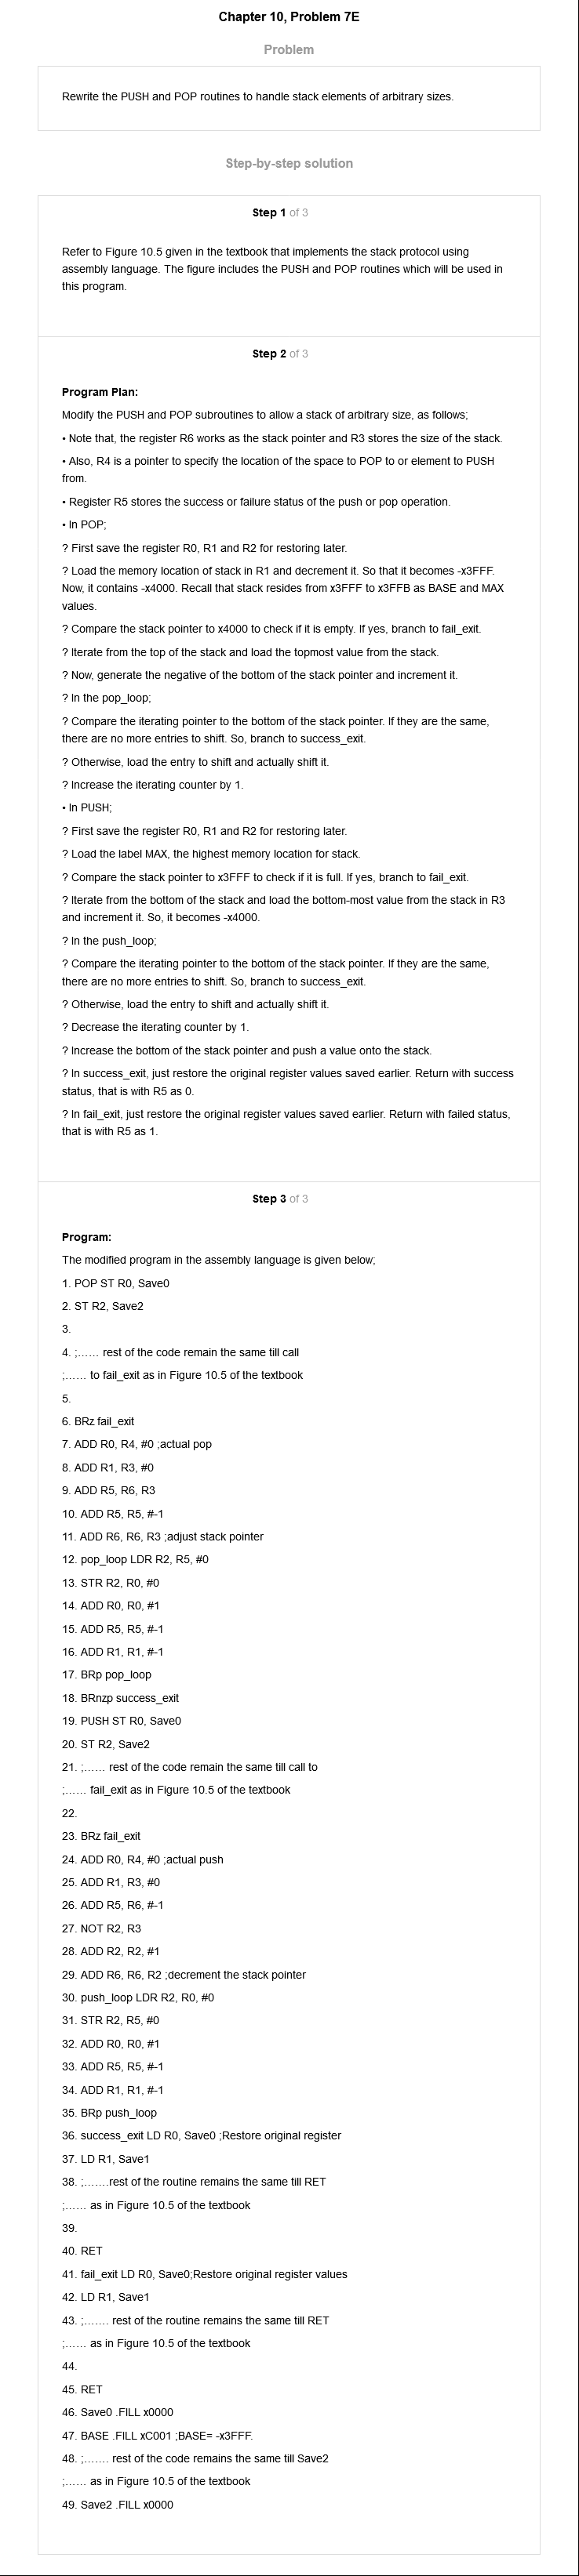 Chapter 10, Problem 7E
Problem
Rewrite the PUSH and POP routines to handle stack elements of arbitrary sizes.
Step-by-step solution
Step 1 of 3
Refer to Figure 10.5 given in the textbook that implements the stack protocol using
assembly language. The figure includes the PUSH and POP routines which will be used in
this program.
Step 2 of 3
Program Plan:
Modify the PUSH and POP subroutines to allow a stack of arbitrary size, as follows;
• Note that, the register R6 works as the stack pointer and R3 stores the size of the stack.
• Also, R4 is a pointer to specify the location of the space to POP to or element to PUSH
from.
• Register R5 stores the success or failure status of the push or pop operation.
• In POP;
? First save the register R0, R1 and R2 for restoring later.
? Load the memory location of stack in R1 and decrement it. So that it becomes -x3FFF.
Now, it contains -x4000. Recall that stack resides from x3FFF to x3FFB as BASE and MAX
values.
? Compare the stack pointer to x4000 to check if it is empty. If yes, branch to fail_exit.
? Iterate from the top of the stack and load the topmost value from the stack.
? Now, generate the negative of the bottom of the stack pointer and increment it.
? In the pop_loop;
? Compare the iterating pointer to the bottom of the stack pointer. If they are the same,
there are no more entries to shift. So, branch to success_exit.
? Otherwise, load the entry to shift and actually shift it.
? Increase the iterating counter by 1.
• In PUSH;
? First save the register R0, R1 and R2 for restoring later.
? Load the label MAX, the highest memory location for stack.
? Compare the stack pointer to x3FFF to check if it is full. If yes, branch to fail_exit.
? Iterate from the bottom of the stack and load the bottom-most value from the stack in R3
and increment it. So, it becomes -x4000.
? In the push_loop;
? Compare the iterating pointer to the bottom of the stack pointer. If they are the same,
there are no more entries to shift. So, branch to success_exit.
? Otherwise, load the entry to shift and actually shift it.
? Decrease the iterating counter by 1.
? Increase the bottom of the stack pointer and push a value onto the stack.
? In success_exit, just restore the original register values saved earlier. Return with success
status, that is with R5 as 0.
? In fail_exit, just restore the original register values saved earlier. Return with failed status,
that is with R5 as 1.
Step 3 of 3
Program:
The modified program in the assembly language is given below;
1. POP ST R0, Save0
2. ST R2, Save2
3.
4. ;…… rest of the code remain the same till call
;…… to fail_exit as in Figure 10.5 of the textbook
5.
6. BRz fail_exit
7. ADD R0, R4, #0 ;actual pop
8. ADD R1, R3, #0
9. ADD R5, R6, R3
10. ADD R5, R5, #-1
11. ADD R6, R6, R3 ;adjust stack pointer
12. pop_loop LDR R2, R5, #0
13. STR R2, R0, #0
14. ADD R0, R0, #1
15. ADD R5, R5, #-1
16. ADD R1, R1, #-1
17. BRp pop_loop
18. BRnzp success_exit
19. PUSH ST R0, Save0
20. ST R2, Save2
21. ;…… rest of the code remain the same till call to
;…… fail_exit as in Figure 10.5 of the textbook
22.
23. BRz fail_exit
24. ADD R0, R4, #0 ;actual push
25. ADD R1, R3, #0
26. ADD R5, R6, #-1
27. NOT R2, R3
28. ADD R2, R2, #1
29. ADD R6, R6, R2 ;decrement the stack pointer
30. push_loop LDR R2, R0, #0
31. STR R2, R5, #0
32. ADD R0, R0, #1
33. ADD R5, R5, #-1
34. ADD R1, R1, #-1
35. BRp push_loop
36. success_exit LD R0, Save0 ;Restore original register
37. LD R1, Save1
38. ;…….rest of the routine remains the same till RET
;…… as in Figure 10.5 of the textbook
39.
40. RET
41. fail_exit LD R0, Save0;Restore original register values
42. LD R1, Save1
43. ;……. rest of the routine remains the same till RET
;…… as in Figure 10.5 of the textbook
44.
45. RET
46. Save0 .FILL x0000
47. BASE .FILL xC001 ;BASE= -x3FFF.
48. ;……. rest of the code remains the same till Save2
;…… as in Figure 10.5 of the textbook
49. Save2 .FILL x0000